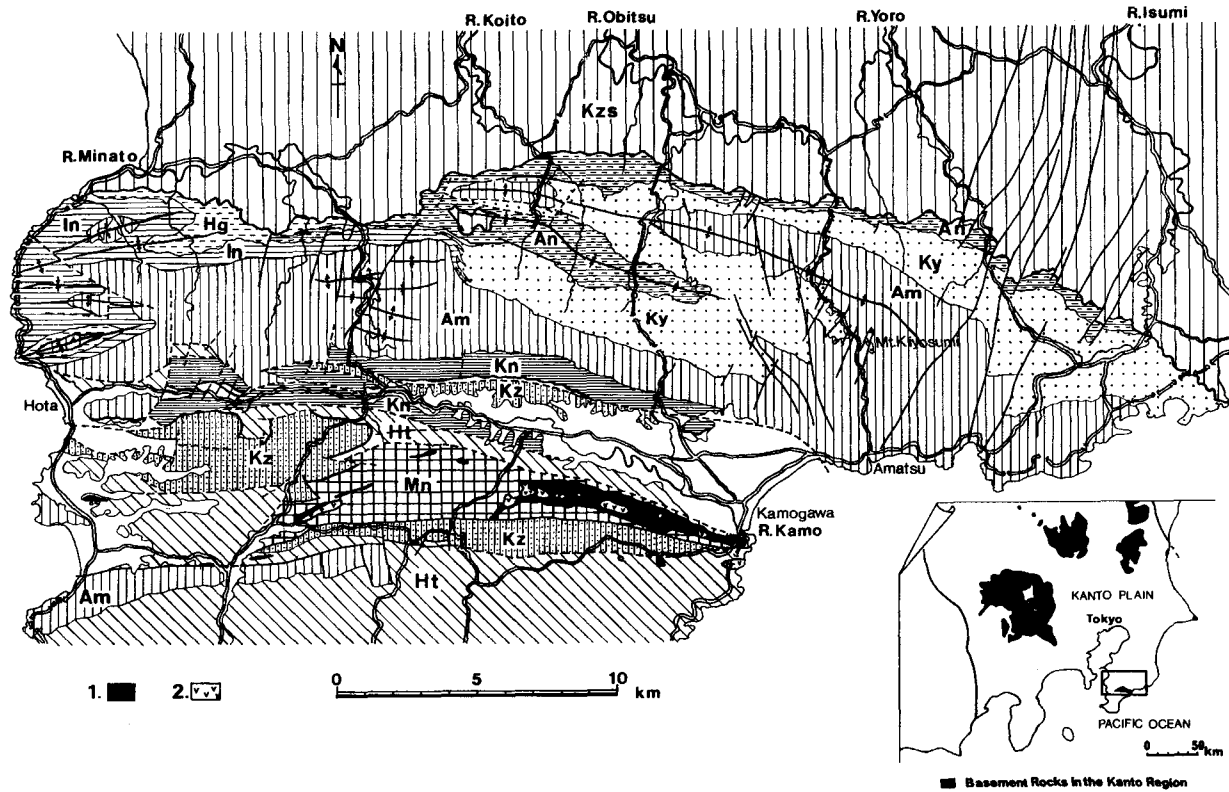 R.Koito
R.Obitsu
R.Yoro
R.Isumi
N
Kzs
R.Minato
In
Hg
In
An
An
Ky
Am
Am
Ky
Mt.Kiyosumi
Kn
Kz
Hota
Kn
Ht
Kz
Amatsu
Mn
Kamogawa
R.Kamo
Kz
Am
Ht
KANTO PLAIN
Tokyo
PACIFIC OCEAN
0 50
km
1. 2.
0 5 10
km
Basement Rocks in the Kanto Region